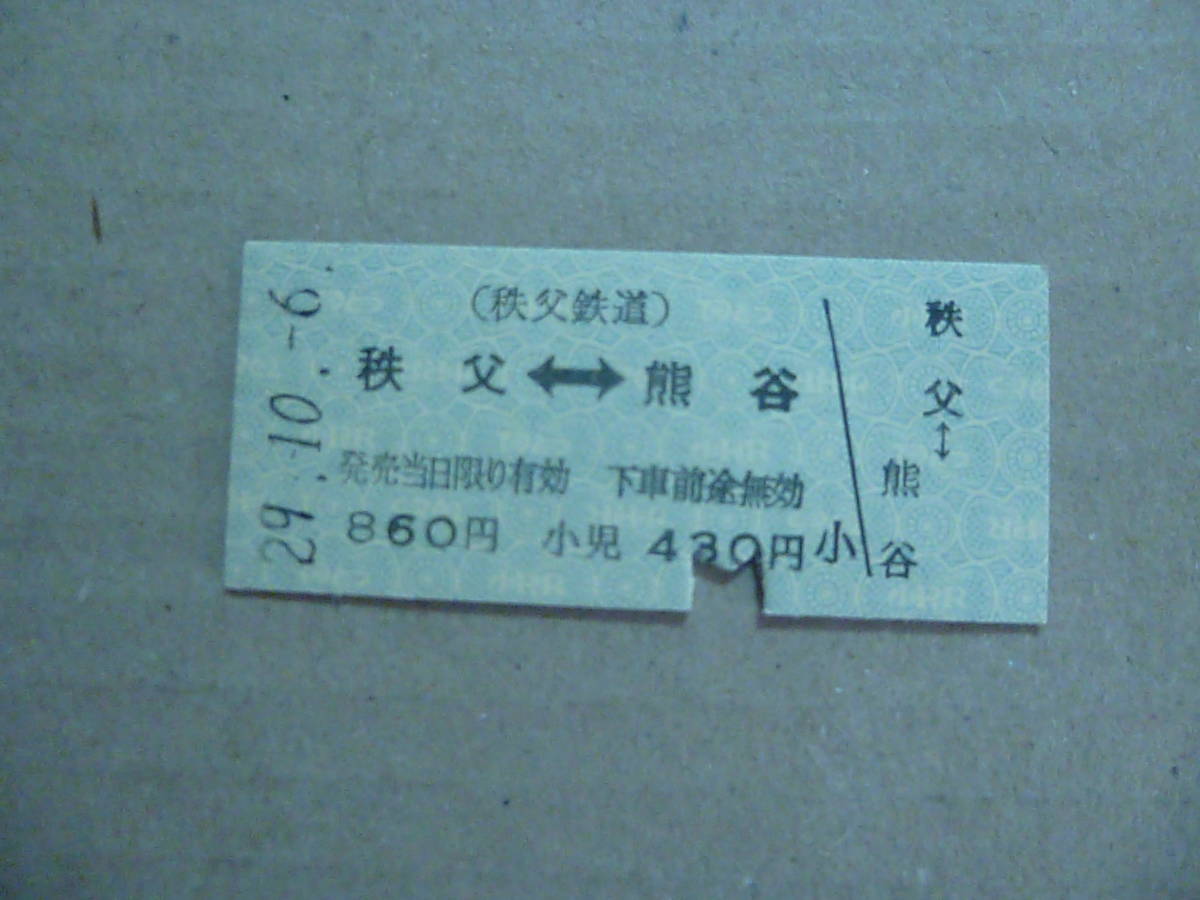 (秩父鉄道)
秩父⟷熊谷
発売当日限り有効 下車前途無効
860円 小児 430円
小
秩父↕熊谷
29.10.-6.